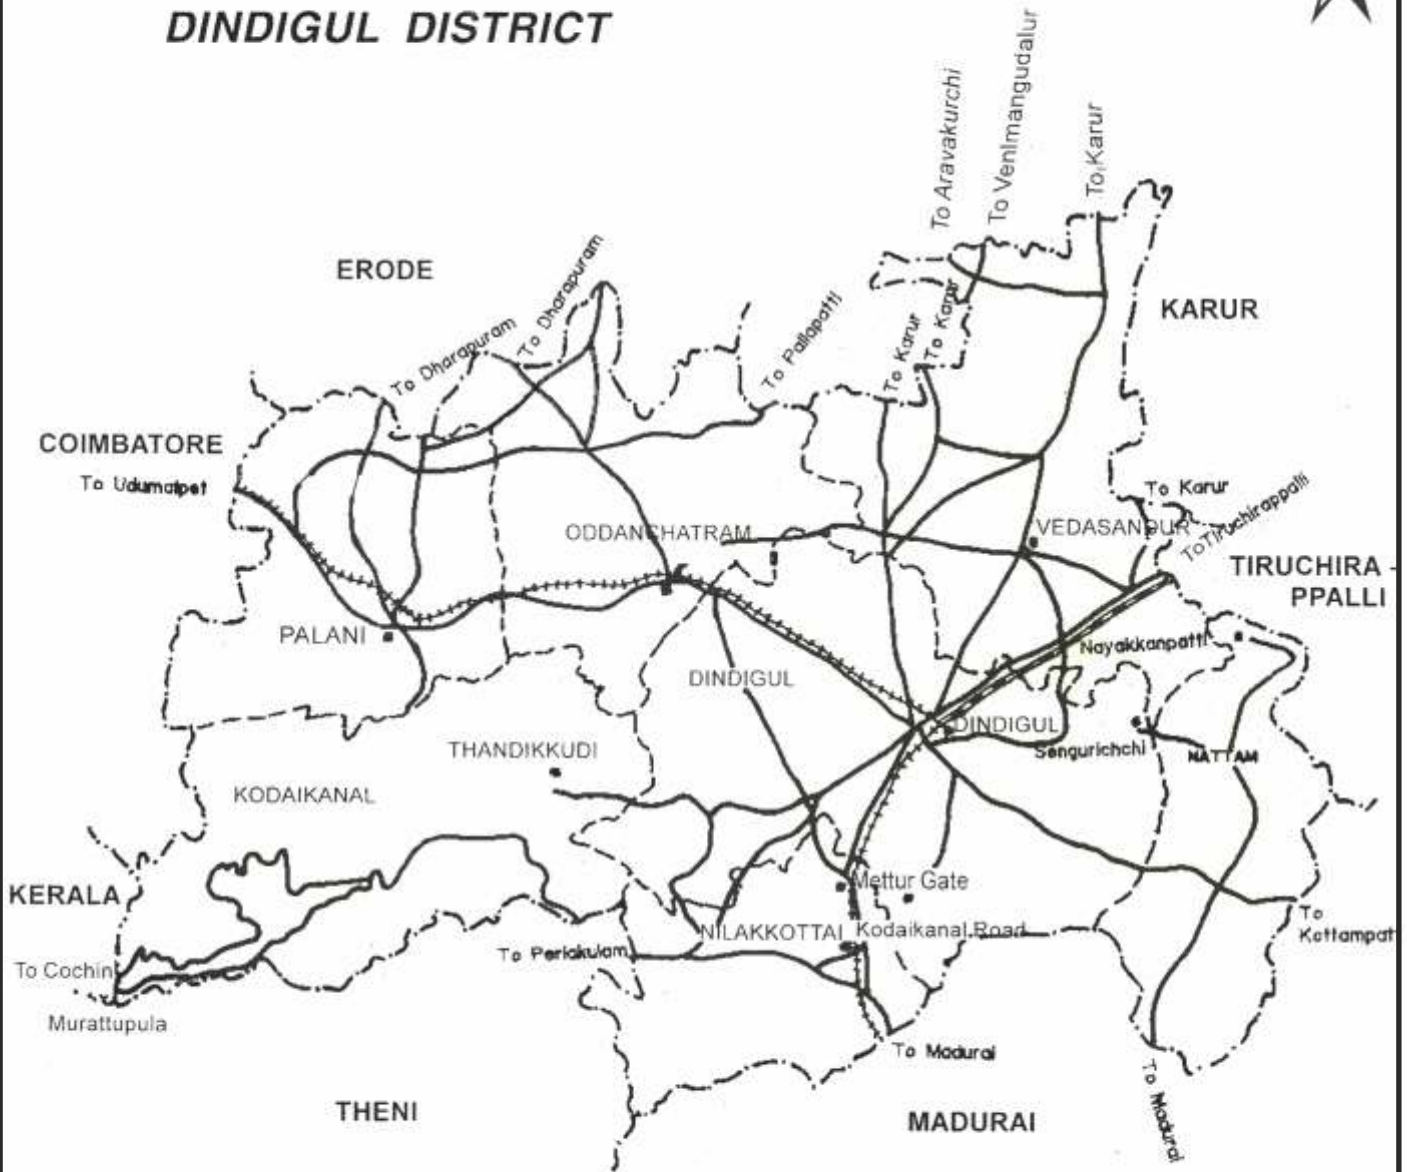 DINDIGUL DISTRICT
To Aravakurchi
To Venlmangudalur
To Karur
ERODE
To Dharapuram
To Dharapuram
To Pallapatti
To Karur
To Karur
KARUR
COIMBATORE
To Udumalpet
To Karur
To Tiruchirappalli
ODDANCHATRAM
VEDASANDUR
TIRUCHIRA -
PPALLI
PALANI
Nayakkanpatti
DINDIGUL
DINDIGUL
Sengurichchi
NATTAM
THANDIKKUDI
KODAIKANAL
KERALA
Mettur Gate
NILAKKOTTAI
Kodaikanal Road
To
Kottampat
To Periakulam
To Cochin
Murattupula
To Madurai
To Madurai
THENI
MADURAI